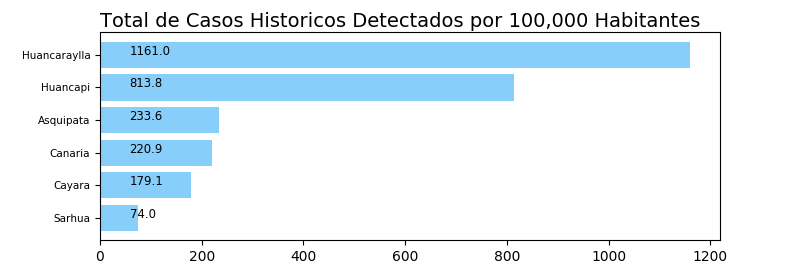 Total de Casos Historicos Detectados por 100,000 Habitantes
Huancaraylla 1161.0
Huancapi 813.8
Asquipata 233.6
Canaria 220.9
Cayara 179.1
Sarhua 74.0
0 200 400 600 800 1000 1200